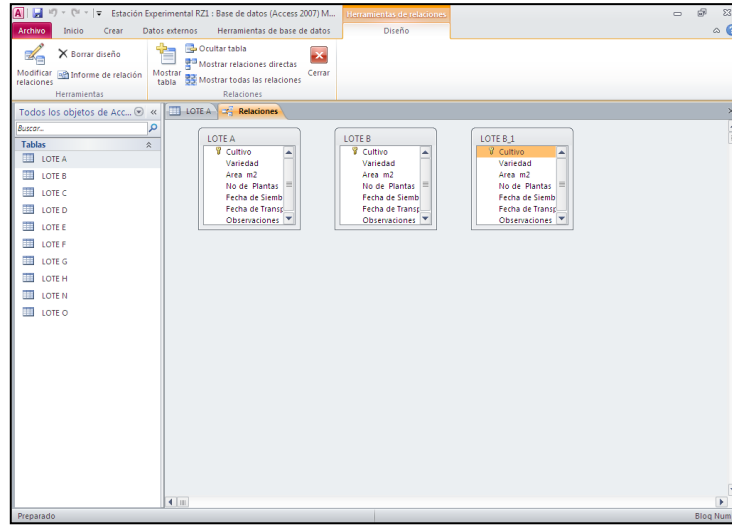 Estación Experimental RZ1 : Base de datos (Access 2007) M...
Herramientas de relaciones
Archivo Inicio Crear Datos externos Herramientas de base de datos Diseño
Modificar relaciones
Borrar diseño
Informe de relación
Herramientas
Mostrar tabla
Ocultar tabla
Mostrar relaciones directas
Mostrar todas las relaciones
Cerrar
Relaciones
Todos los objetos de Acc...
Buscar...
Tablas
LOTE A
LOTE B
LOTE C
LOTE D
LOTE E
LOTE F
LOTE G
LOTE H
LOTE N
LOTE O
LOTE A Relaciones
LOTE A
Cultivo
Variedad
Area m2
No de Plantas
Fecha de Siemb
Fecha de Transp
Observaciones
LOTE B
Cultivo
Variedad
Area m2
No de Plantas
Fecha de Siemb
Fecha de Transp
Observaciones
LOTE B_1
Cultivo
Variedad
Area m2
No de Plantas
Fecha de Siemb
Fecha de Transp
Observaciones
Preparado
Bloq Num